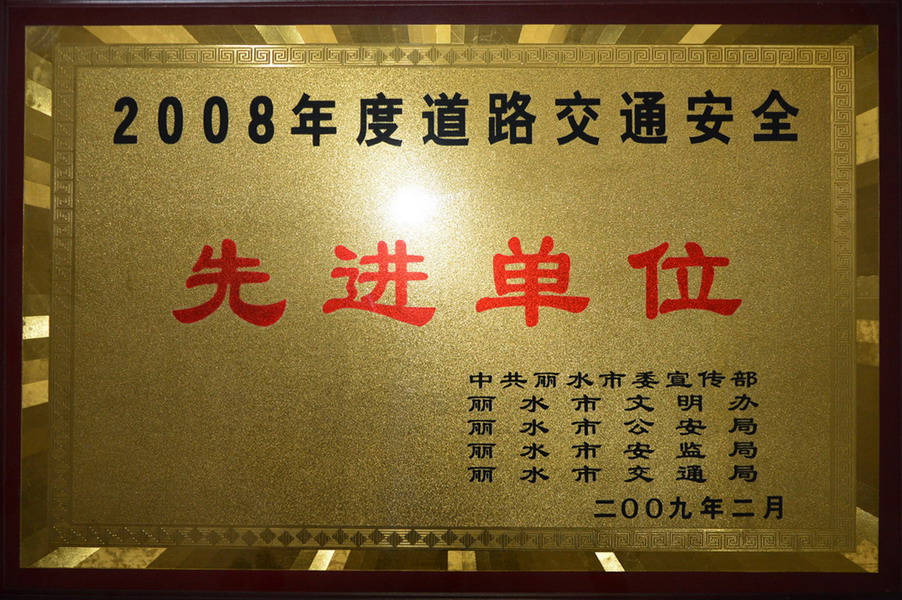 2008年度道路交通安全
先进单位
中共丽水市委宣传部
丽水市文明办
丽水市公安局
丽水市安监局
丽水市交通局
二00九年二月